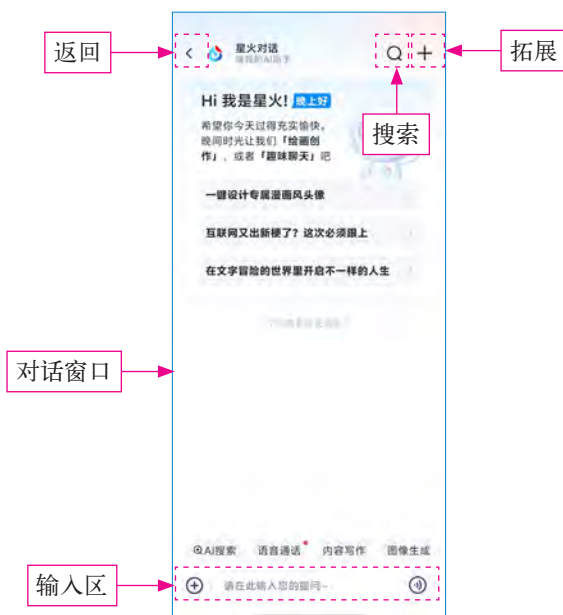 返回
星火对话
拓展
搜索
Hi 我是星火！ 晚上好
希望你今天过得充实愉快，
晚间时光让我们「绘画创
作」，或者「趣味聊天」吧
一键设计专属漫画风头像
互联网又出新梗了？这次必须跟上
在文字冒险的世界里开启不一样的人生
对话窗口
AI搜索 语音通话 内容写作 图像生成
输入区
请在此输入您的提问~